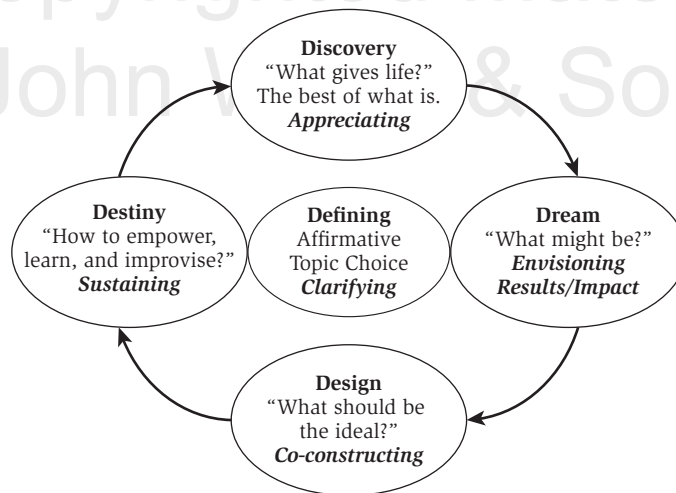 Discovery
“What gives life?”
The best of what is.
Appreciating
Destiny
“How to empower,
learn, and improvise?”
Sustaining
Defining
Affirmative
Topic Choice
Clarifying
Dream
“What might be?”
Envisioning
Results/Impact
Design
“What should be
the ideal?”
Co-constructing
John W & So